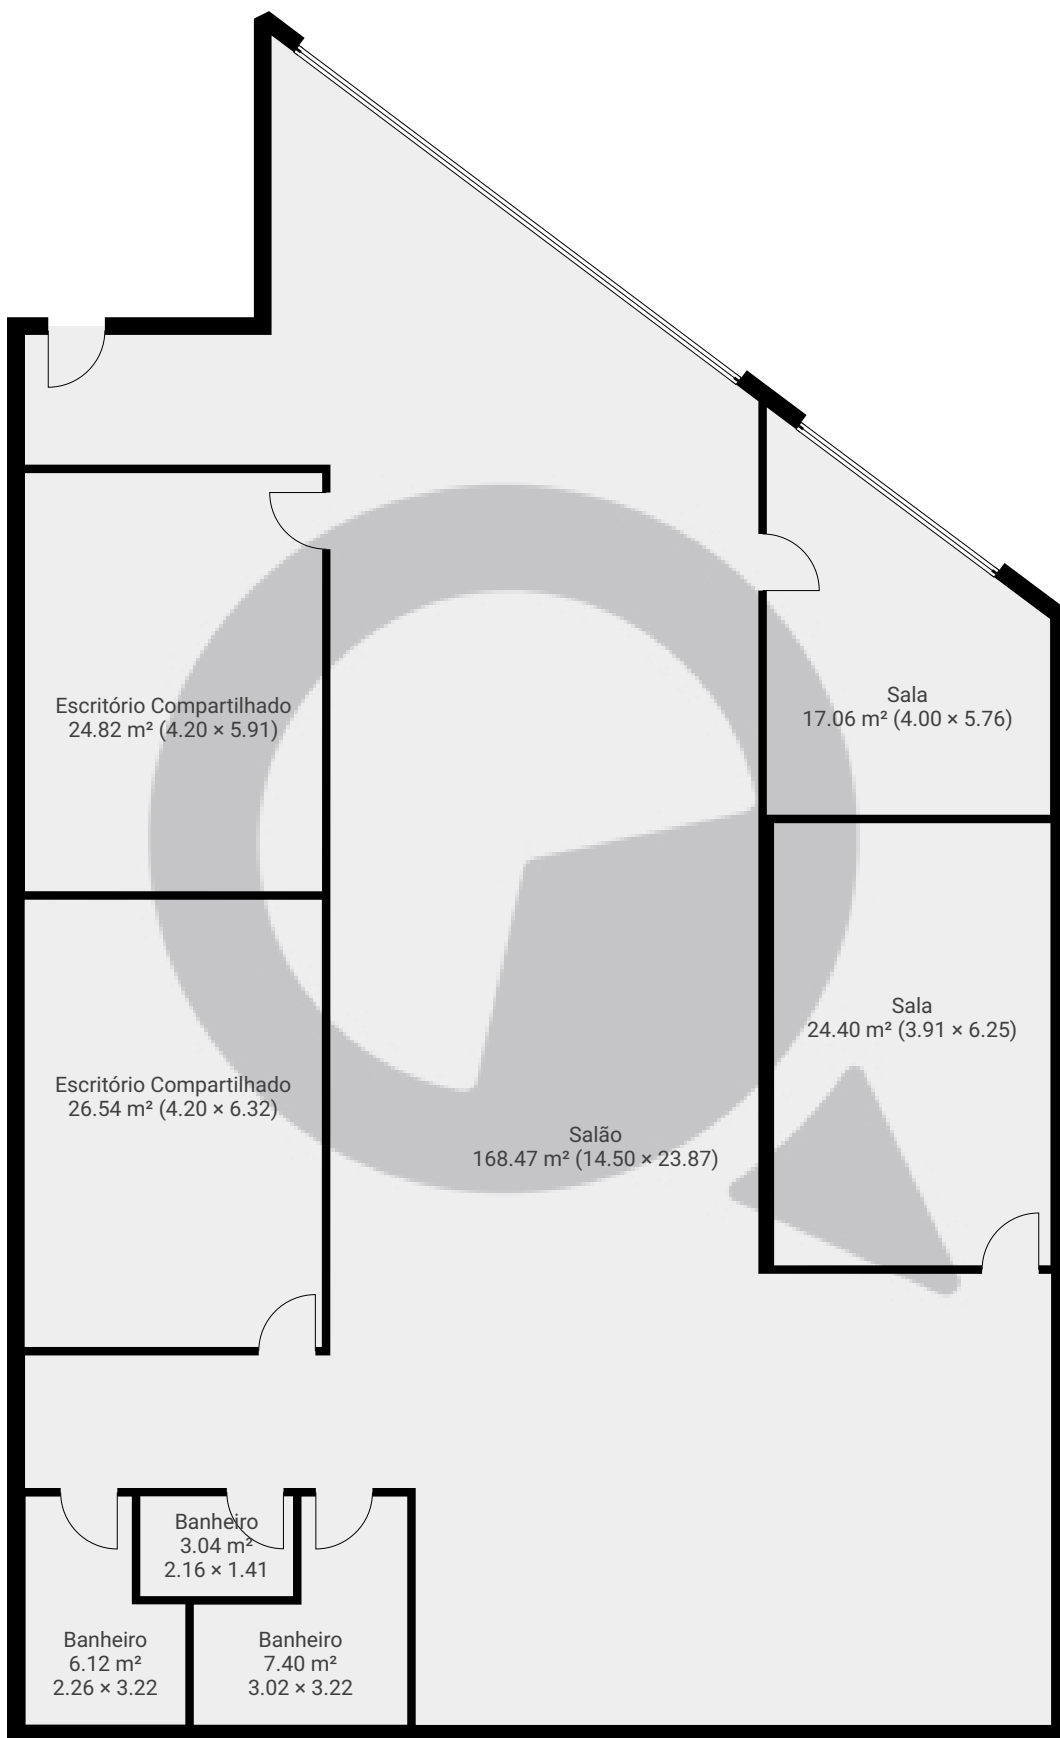 Sala
17.06 m² (4.00 × 5.76)
Escritório Compartilhado
24.82 m² (4.20 × 5.91)
Sala
24.40 m² (3.91 × 6.25)
Escritório Compartilhado
26.54 m² (4.20 × 6.32)
Salão
168.47 m² (14.50 × 23.87)
Banheiro
3.04 m²
2.16 × 1.41
Banheiro
6.12 m²
2.26 × 3.22
Banheiro
7.40 m²
3.02 × 3.22